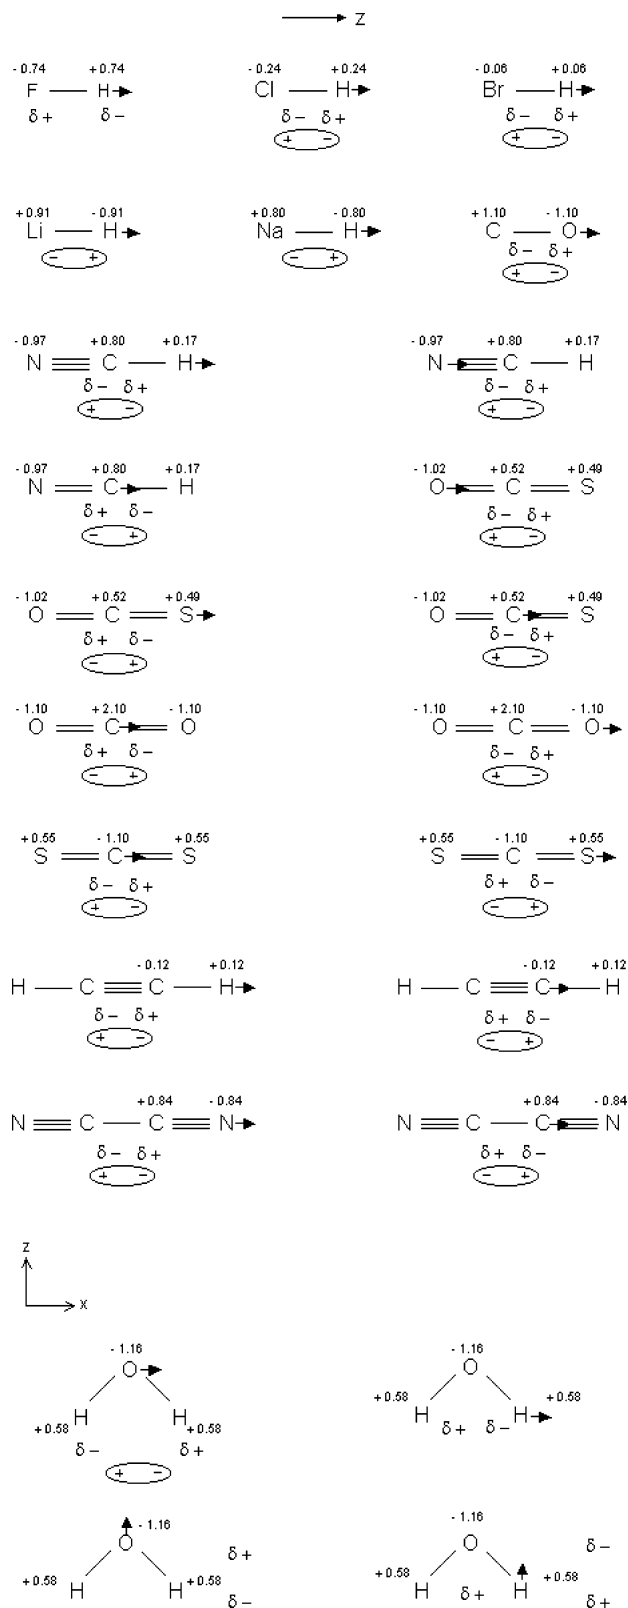 z
- 0.74 + 0.74 - 0.24 + 0.24 - 0.06 + 0.06
F H Cl H Br H
δ + δ − δ − δ + δ − δ +
+ − + −
+ 0.91 - 0.91 + 0.80 - 0.80 + 1.10 - 1.10
Li H Na H C O
− + − + δ − δ +
+ −
- 0.97 + 0.80 + 0.17 - 0.97 + 0.80 + 0.17
N C H N C H
δ − δ + δ − δ +
+ − + −
- 0.97 + 0.80 + 0.17 - 1.02 + 0.52 + 0.49
N C H O C S
δ + δ − δ − δ +
− + + −
- 1.02 + 0.52 + 0.49 - 1.02 + 0.52 + 0.49
O C S O C S
δ + δ − δ − δ +
− + + −
- 1.10 + 2.10 - 1.10 - 1.10 + 2.10 - 1.10
O C O O C O
δ + δ − δ − δ +
− + + −
+ 0.55 - 1.10 + 0.55 + 0.55 - 1.10 + 0.55
S C S S C S
δ − δ + δ + δ −
+ − − +
- 0.12 + 0.12 - 0.12 + 0.12
H C C H H C C H
δ − δ + δ + δ −
+ − − +
+ 0.84 - 0.84 + 0.84 - 0.84
N C C N N C C N
δ − δ + δ + δ −
+ − − +
z
x
- 1.16 - 1.16
O O
+ 0.58 + 0.58
H H H H
+ 0.58 + 0.58
δ − δ + δ + δ −
+ −
- 1.16 - 1.16
O O
δ + δ −
+ 0.58 H H + 0.58 + 0.58 H H + 0.58
δ − δ + δ +